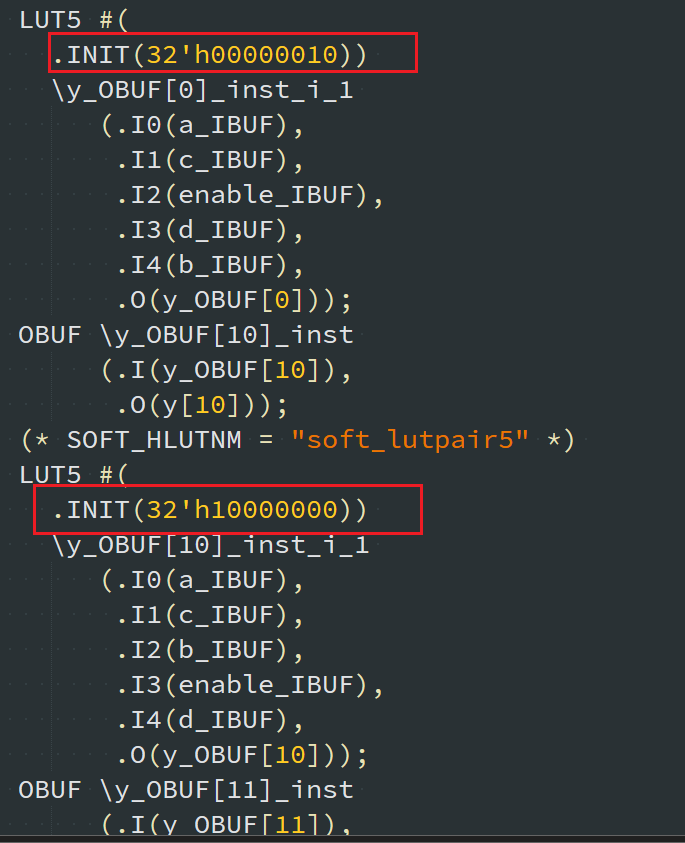 LUT5 #(
.INIT(32'h00000010))
\y_OBUF[0]_inst_i_1
(.I0(a_IBUF),
.I1(c_IBUF),
.I2(enable_IBUF),
.I3(d_IBUF),
.I4(b_IBUF),
.O(y_OBUF[0]));
OBUF \y_OBUF[10]_inst
(.I(y_OBUF[10]),
.O(y[10]));
(* SOFT_HLUTNM = "soft_lutpair5" *)
LUT5 #(
.INIT(32'h10000000))
\y_OBUF[10]_inst_i_1
(.I0(a_IBUF),
.I1(c_IBUF),
.I2(b_IBUF),
.I3(enable_IBUF),
.I4(d_IBUF),
.O(y_OBUF[10]));
OBUF \y_OBUF[11]_inst
(.I(y_OBUF[11]),